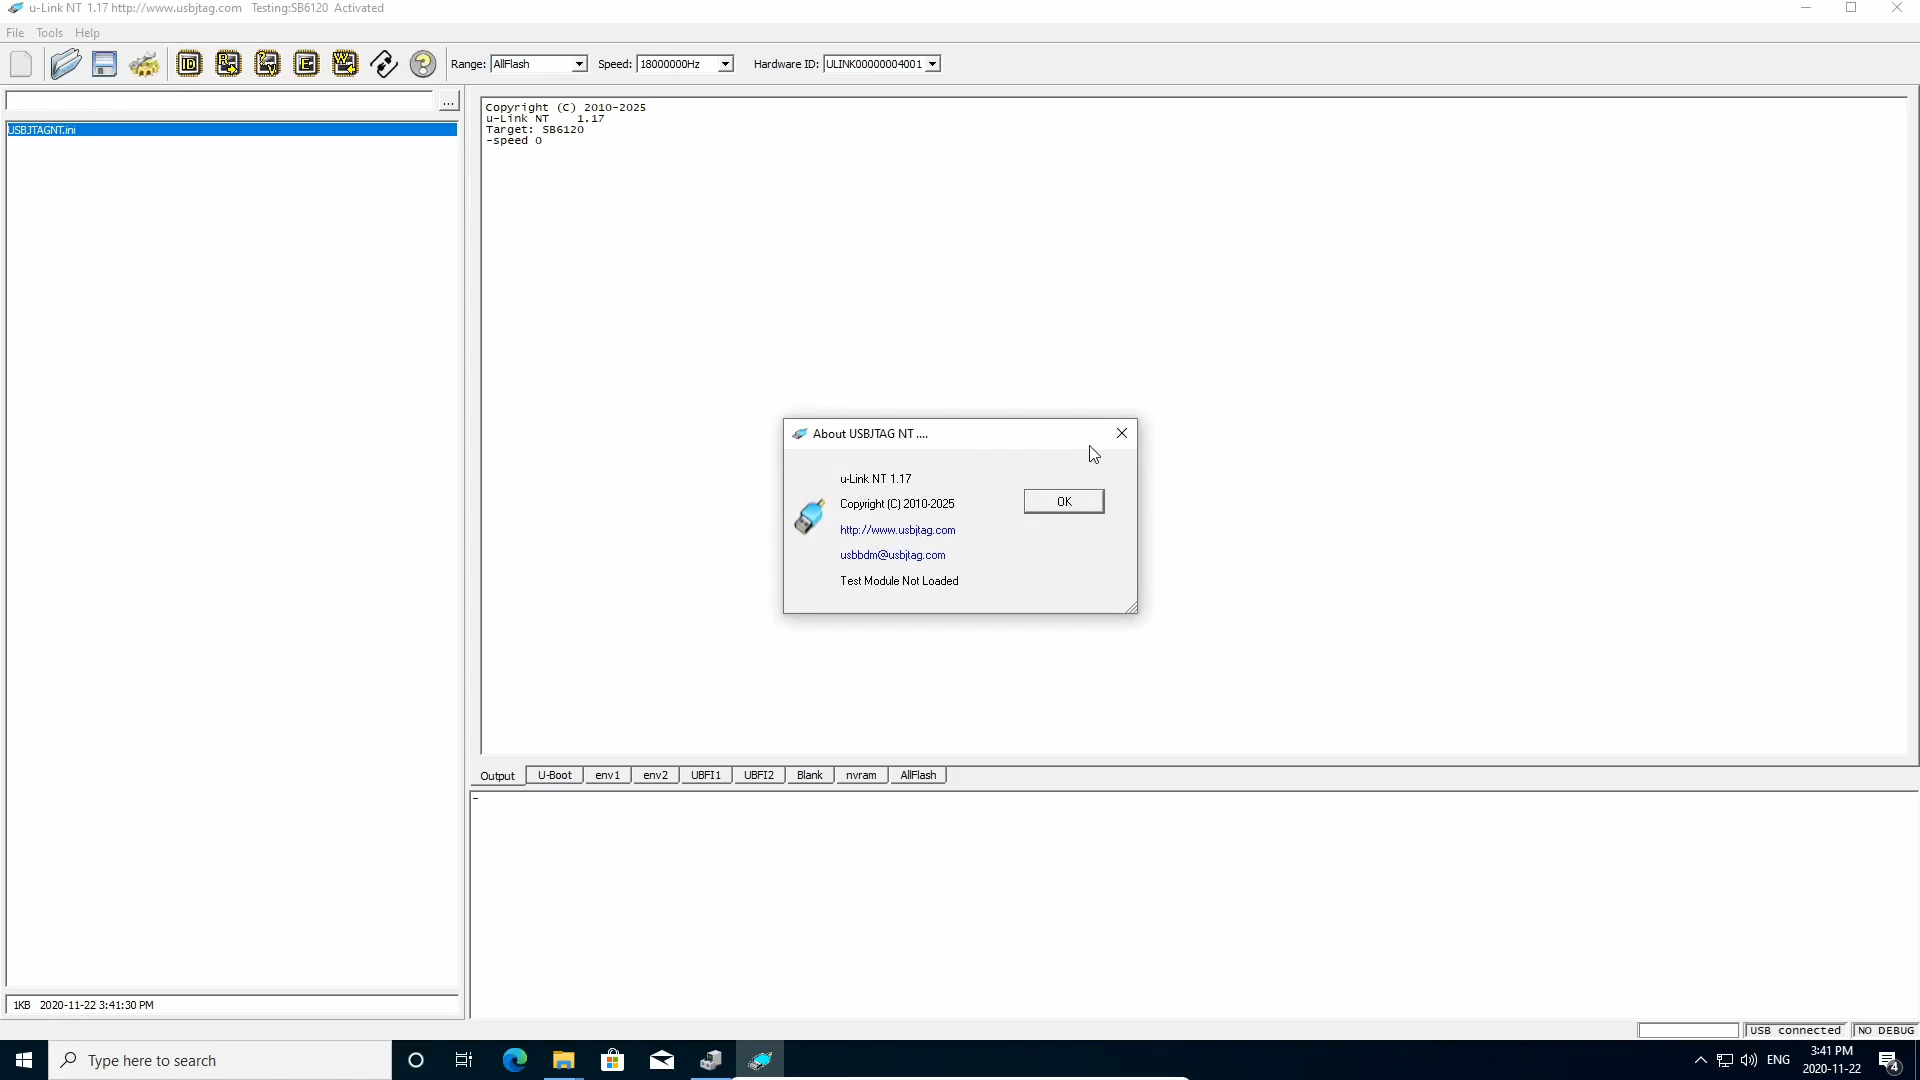 u-Link NT 1.17 http://www.usbjtag.com Testing:SB6120 Activated
File Tools Help
ID R ?V E W Range: AllFlash Speed: 18000000Hz Hardware ID: ULINK00000004001
...
USBJTAGNT.ini
Copyright (C) 2010-2025
u-Link NT 1.17
Target: SB6120
-speed 0
About USBJTAG NT ....
u-Link NT 1.17
Copyright (C) 2010-2025
OK
http://www.usbjtag.com
usbbdm@usbjtag.com
Test Module Not Loaded
Output U-Boot env1 env2 UBFI1 UBFI2 Blank nvram AllFlash
-
1KB 2020-11-22 3:41:30 PM
USB connected NO DEBUG
Type here to search
ENG
3:41 PM
2020-11-22
4